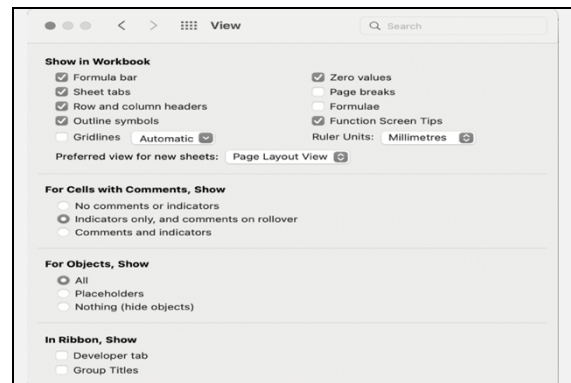 View
Search
Show in Workbook
Formula bar
Zero values
Sheet tabs
Page breaks
Row and column headers
Formulae
Outline symbols
Function Screen Tips
Gridlines Automatic
Ruler Units: Millimetres
Preferred view for new sheets: Page Layout View
For Cells with Comments, Show
No comments or indicators
Indicators only, and comments on rollover
Comments and indicators
For Objects, Show
All
Placeholders
Nothing (hide objects)
In Ribbon, Show
Developer tab
Group Titles